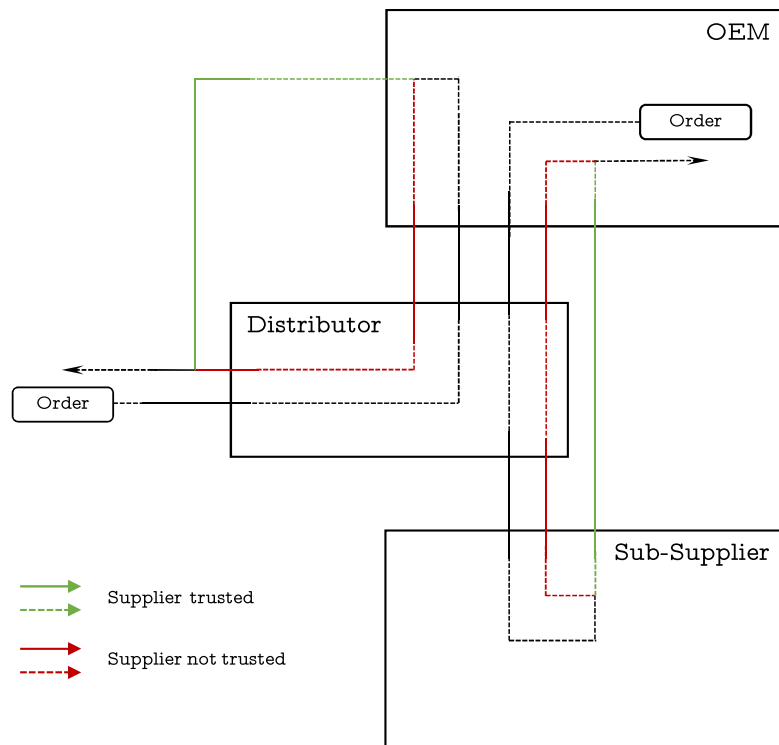 OEM
Order
Distributor
Order
Sub-Supplier
Supplier trusted
Supplier not trusted